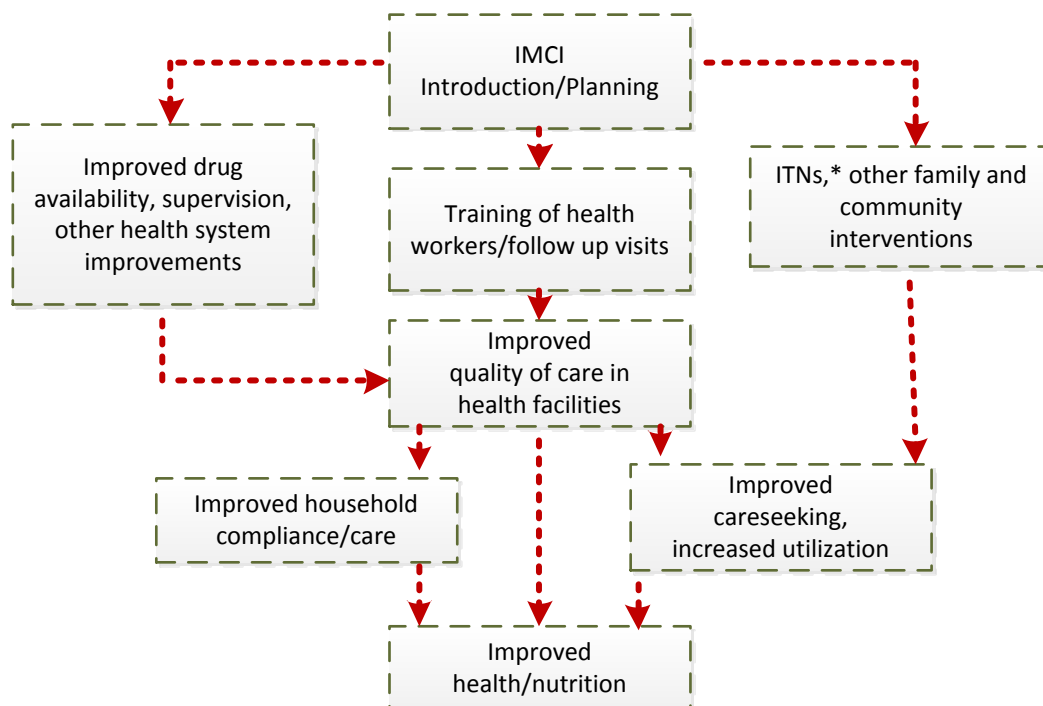 IMCI
Introduction/Planning
Improved drug
availability, supervision,
other health system
improvements
Training of health
workers/follow up visits
ITNs,* other family and
community
interventions
Improved
quality of care in
health facilities
Improved household
compliance/care
Improved
careseeking,
increased utilization
Improved
health/nutrition